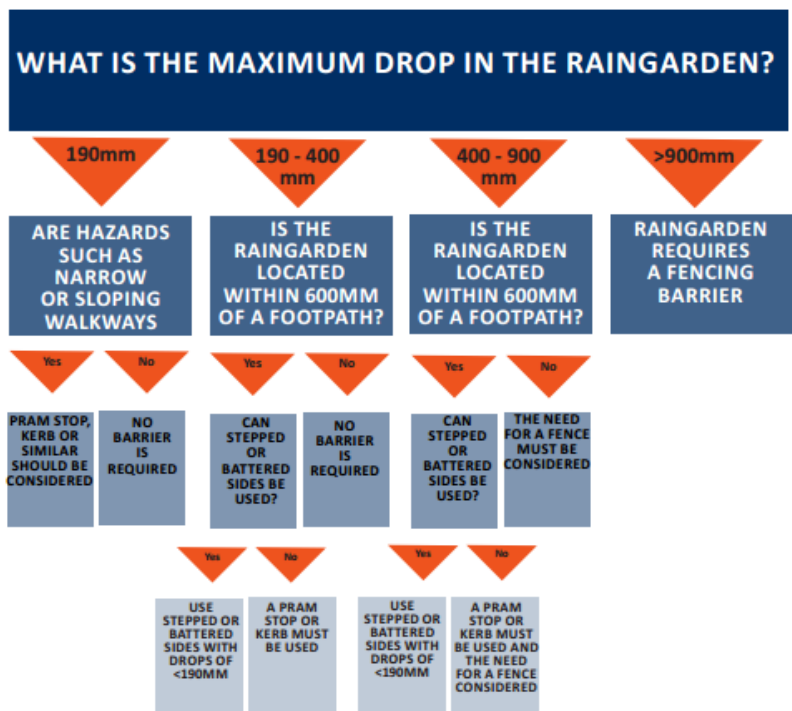 WHAT IS THE MAXIMUM DROP IN THE RAINGARDEN?
190mm
190 - 400
mm
400 - 900
mm
>900mm
ARE HAZARDS
SUCH AS
NARROW
OR SLOPING
WALKWAYS
IS THE
RAINGARDEN
LOCATED
WITHIN 600MM
OF A FOOTPATH?
IS THE
RAINGARDEN
LOCATED
WITHIN 600MM
OF A FOOTPATH?
RAINGARDEN
REQUIRES
A FENCING
BARRIER
Yes
No
Yes
No
Yes
No
PRAM STOP,
KERB OR
SIMILAR
SHOULD BE
CONSIDERED
NO
BARRIER
IS
REQUIRED
CAN
STEPPED
OR
BATTERED
SIDES BE
USED?
NO
BARRIER
IS
REQUIRED
CAN
STEPPED
OR
BATTERED
SIDES BE
USED?
THE NEED
FOR A FENCE
MUST BE
CONSIDERED
Yes
No
Yes
No
USE
STEPPED OR
BATTERED
SIDES WITH
DROPS OF
<190MM
A PRAM
STOP OR
KERB MUST
BE USED
USE
STEPPED OR
BATTERED
SIDES WITH
DROPS OF
<190MM
A PRAM
STOP OR
KERB MUST
BE USED AND
THE NEED
FOR A FENCE
CONSIDERED